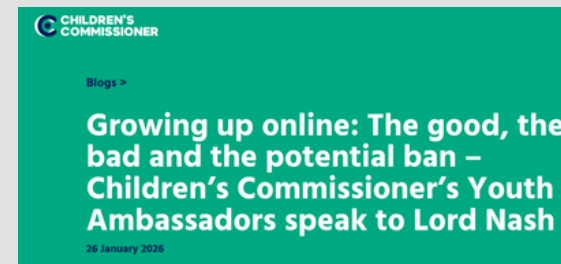 CHILDREN'S
COMMISSIONER
Blogs >
Growing up online: The good, the
bad and the potential ban –
Children's Commissioner's Youth
Ambassadors speak to Lord Nash
26 January 2026